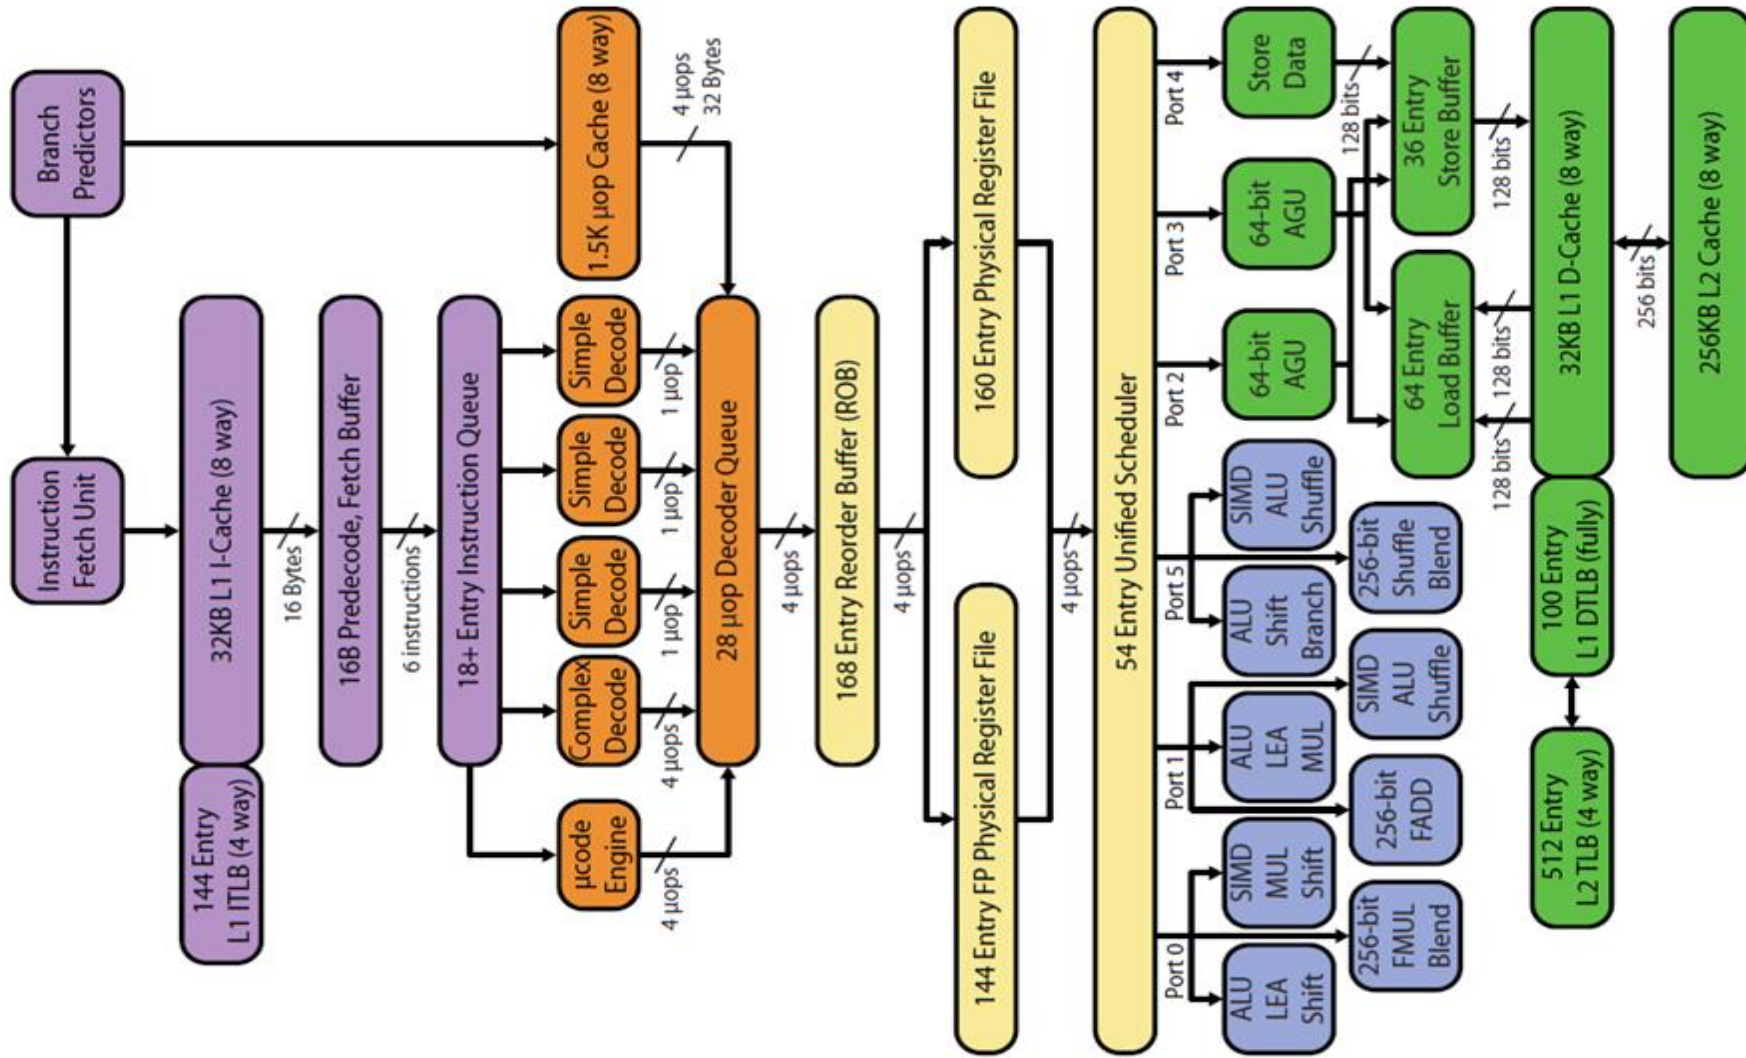 Branch
Predictors
Instruction
Fetch Unit
144 Entry
L1 ITLB (4 way)
32KB L1 I-Cache (8 way)
16 Bytes
16B Predecode, Fetch Buffer
6 instructions
18+ Entry Instruction Queue
µcode
Engine
Complex
Decode
Simple
Decode
Simple
Decode
Simple
Decode
1.5K µop Cache (8 way)
4 µops
4 µops
1 µop
1 µop
1 µop
4 µops
32 Bytes
28 µop Decoder Queue
4 µops
168 Entry Reorder Buffer (ROB)
4 µops
144 Entry FP Physical Register File
160 Entry Physical Register File
4 µops
54 Entry Unified Scheduler
Port 0
Port 1
Port 5
Port 2
Port 3
Port 4
ALU
LEA
Shift
SIMD
MUL
Shift
ALU
LEA
MUL
ALU
Shift
Branch
SIMD
ALU
Shuffle
64-bit
AGU
64-bit
AGU
Store
Data
128 bits
256-bit
FMUL
Blend
256-bit
FADD
SIMD
ALU
Shuffle
256-bit
Shuffle
Blend
64 Entry
Load Buffer
36 Entry
Store Buffer
128 bits
128 bits
128 bits
512 Entry
L2 TLB (4 way)
100 Entry
L1 DTLB (fully)
32KB L1 D-Cache (8 way)
256 bits
256KB L2 Cache (8 way)